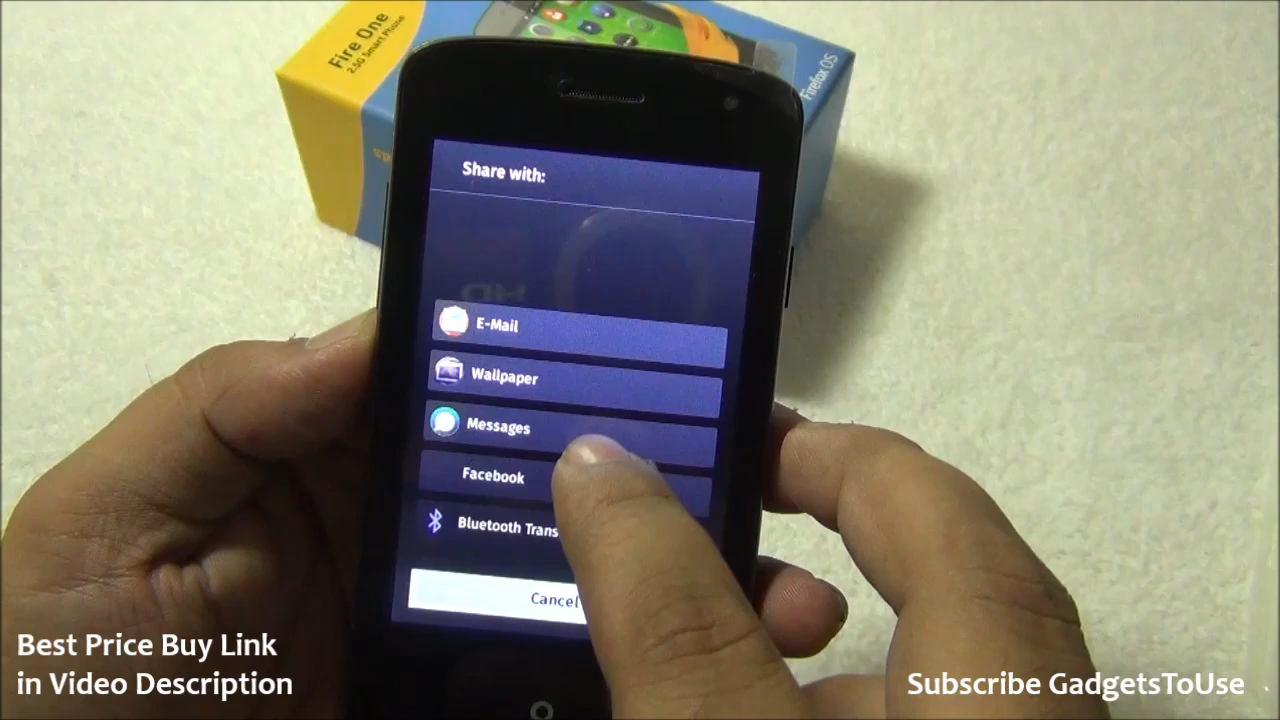 Fire One
2.5G Smart Phone
Firefox OS
Share with:
HD
E-Mail
Wallpaper
Messages
Facebook
Bluetooth Trans
Cancel
Best Price Buy Link
in Video Description
Subscribe GadgetsToUse